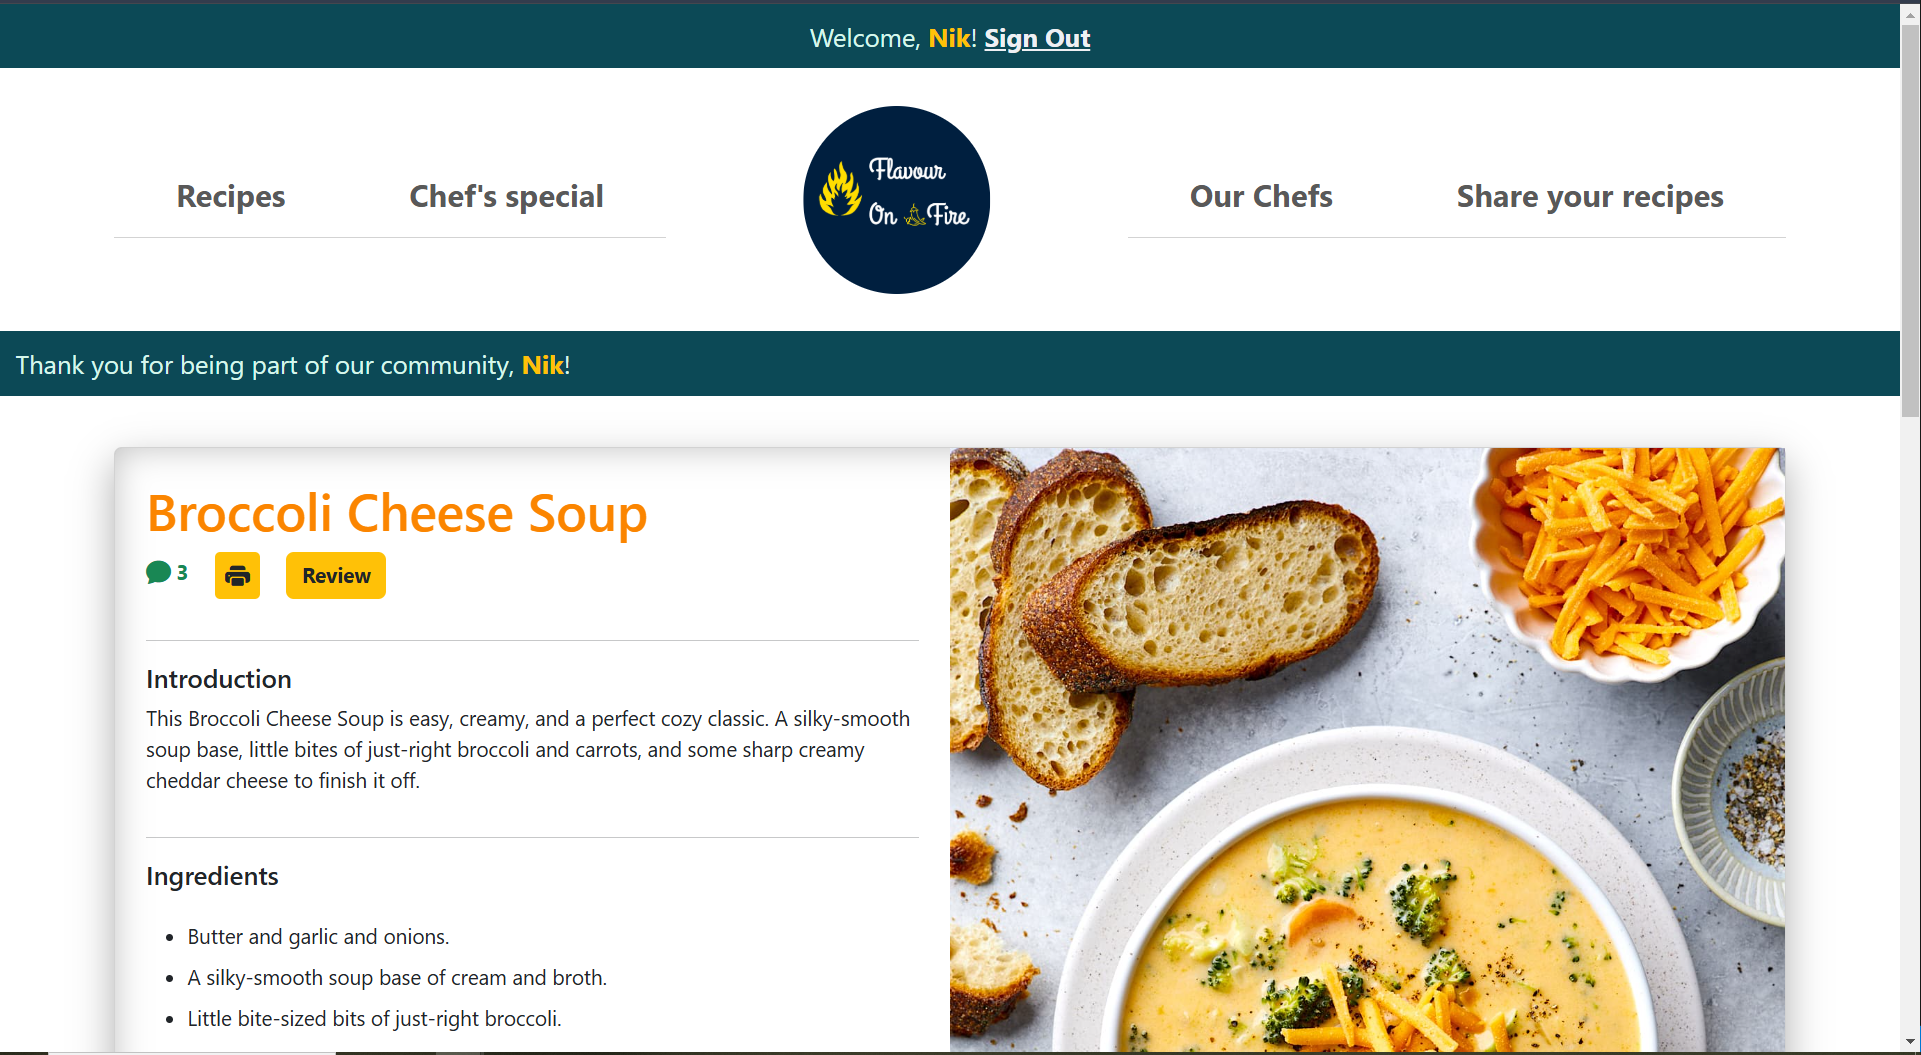 Welcome, Nik! Sign Out
Recipes
Chef's special
Flavour
On Fire
Our Chefs
Share your recipes
Thank you for being part of our community, Nik!
Broccoli Cheese Soup
3
Review
Introduction
This Broccoli Cheese Soup is easy, creamy, and a perfect cozy classic. A silky-smooth
soup base, little bites of just-right broccoli and carrots, and some sharp creamy
cheddar cheese to finish it off.
Ingredients
• Butter and garlic and onions.
• A silky-smooth soup base of cream and broth.
• Little bite-sized bits of just-right broccoli.